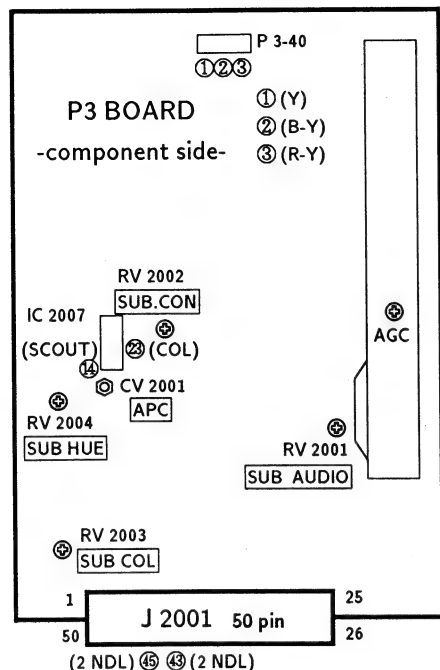 P 3-40
①②③
P3 BOARD
-component side-
① (Y)
② (B-Y)
③ (R-Y)
RV 2002
SUB.CON
IC 2007
(SCOUT)
⑭
㉓ (COL)
AGC
CV 2001
APC
RV 2004
SUB HUE
RV 2001
SUB AUDIO
RV 2003
SUB COL
1
25
J 2001 50 pin
50
26
(2 NDL) ㊺ ㊸ (2 NDL)